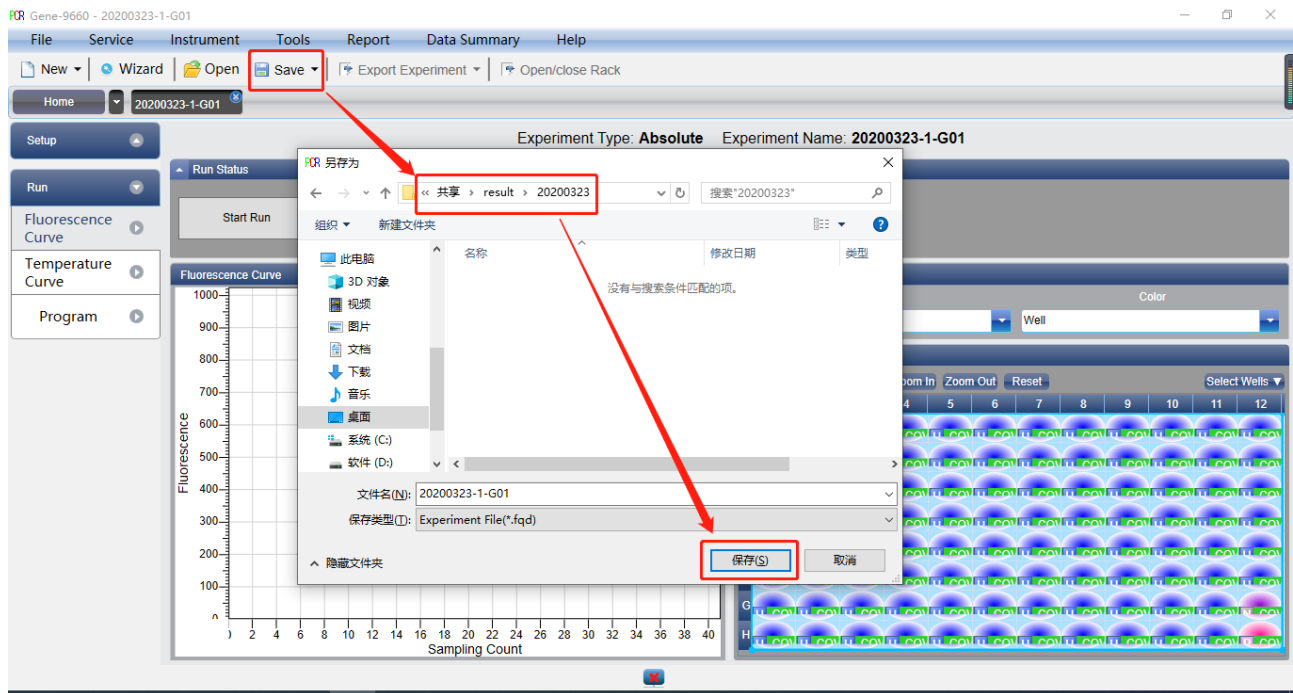 PCR Gene-9660 - 20200323-1-G01
File Service Instrument Tools Report Data Summary Help
New Wizard Open Save Export Experiment Open/close Rack
Home 20200323-1-G01
Experiment Type: Absolute Experiment Name: 20200323-1-G01
Setup
Run
Fluorescence
Curve
Temperature
Curve
Program
Run Status
Start Run
Fluorescence Curve
1000
900
800
700
600
500
400
300
200
100
Fluorescence
2 4 6 8 10 12 14 16 18 20 22 24 26 28 30 32 34 36 38 40
Sampling Count
PCR 另存为
« 共享 › result › 20200323
搜索"20200323"
组织 新建文件夹
名称 修改日期 类型
没有与搜索条件匹配的项。
此电脑
3D 对象
视频
图片
文档
下载
音乐
桌面
系统 (C:)
软件 (D:)
文件名(N): 20200323-1-G01
保存类型(T): Experiment File(*.fqd)
隐藏文件夹
保存(S) 取消
Color
Well
Zoom Out Reset Select Wells
4 5 6 7 8 9 10 11 12
G
H